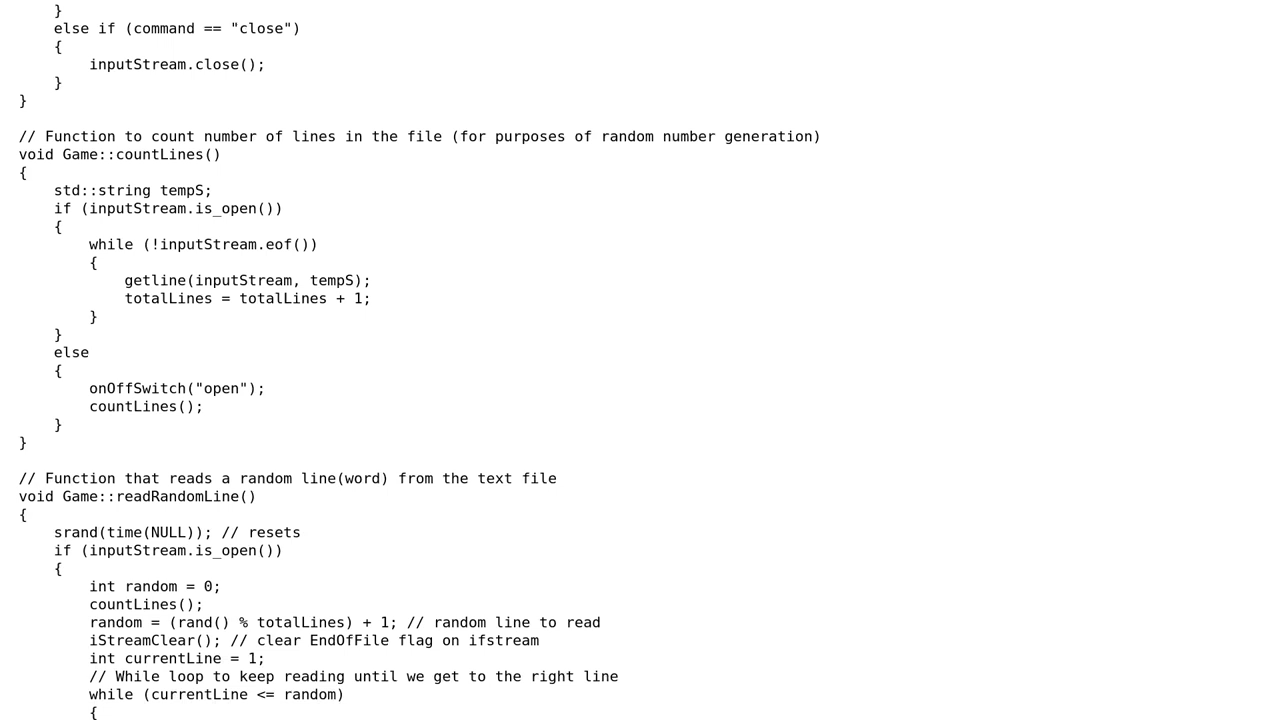 }
    else if (command == "close")
    {
        inputStream.close();
    }
}

// Function to count number of lines in the file (for purposes of random number generation)
void Game::countLines()
{
    std::string tempS;
    if (inputStream.is_open())
    {
        while (!inputStream.eof())
        {
            getline(inputStream, tempS);
            totalLines = totalLines + 1;
        }
    }
    else
    {
        onOffSwitch("open");
        countLines();
    }
}

// Function that reads a random line(word) from the text file
void Game::readRandomLine()
{
    srand(time(NULL)); // resets
    if (inputStream.is_open())
    {
        int random = 0;
        countLines();
        random = (rand() % totalLines) + 1; // random line to read
        iStreamClear(); // clear EndOfFile flag on ifstream
        int currentLine = 1;
        // While loop to keep reading until we get to the right line
        while (currentLine <= random)
        {